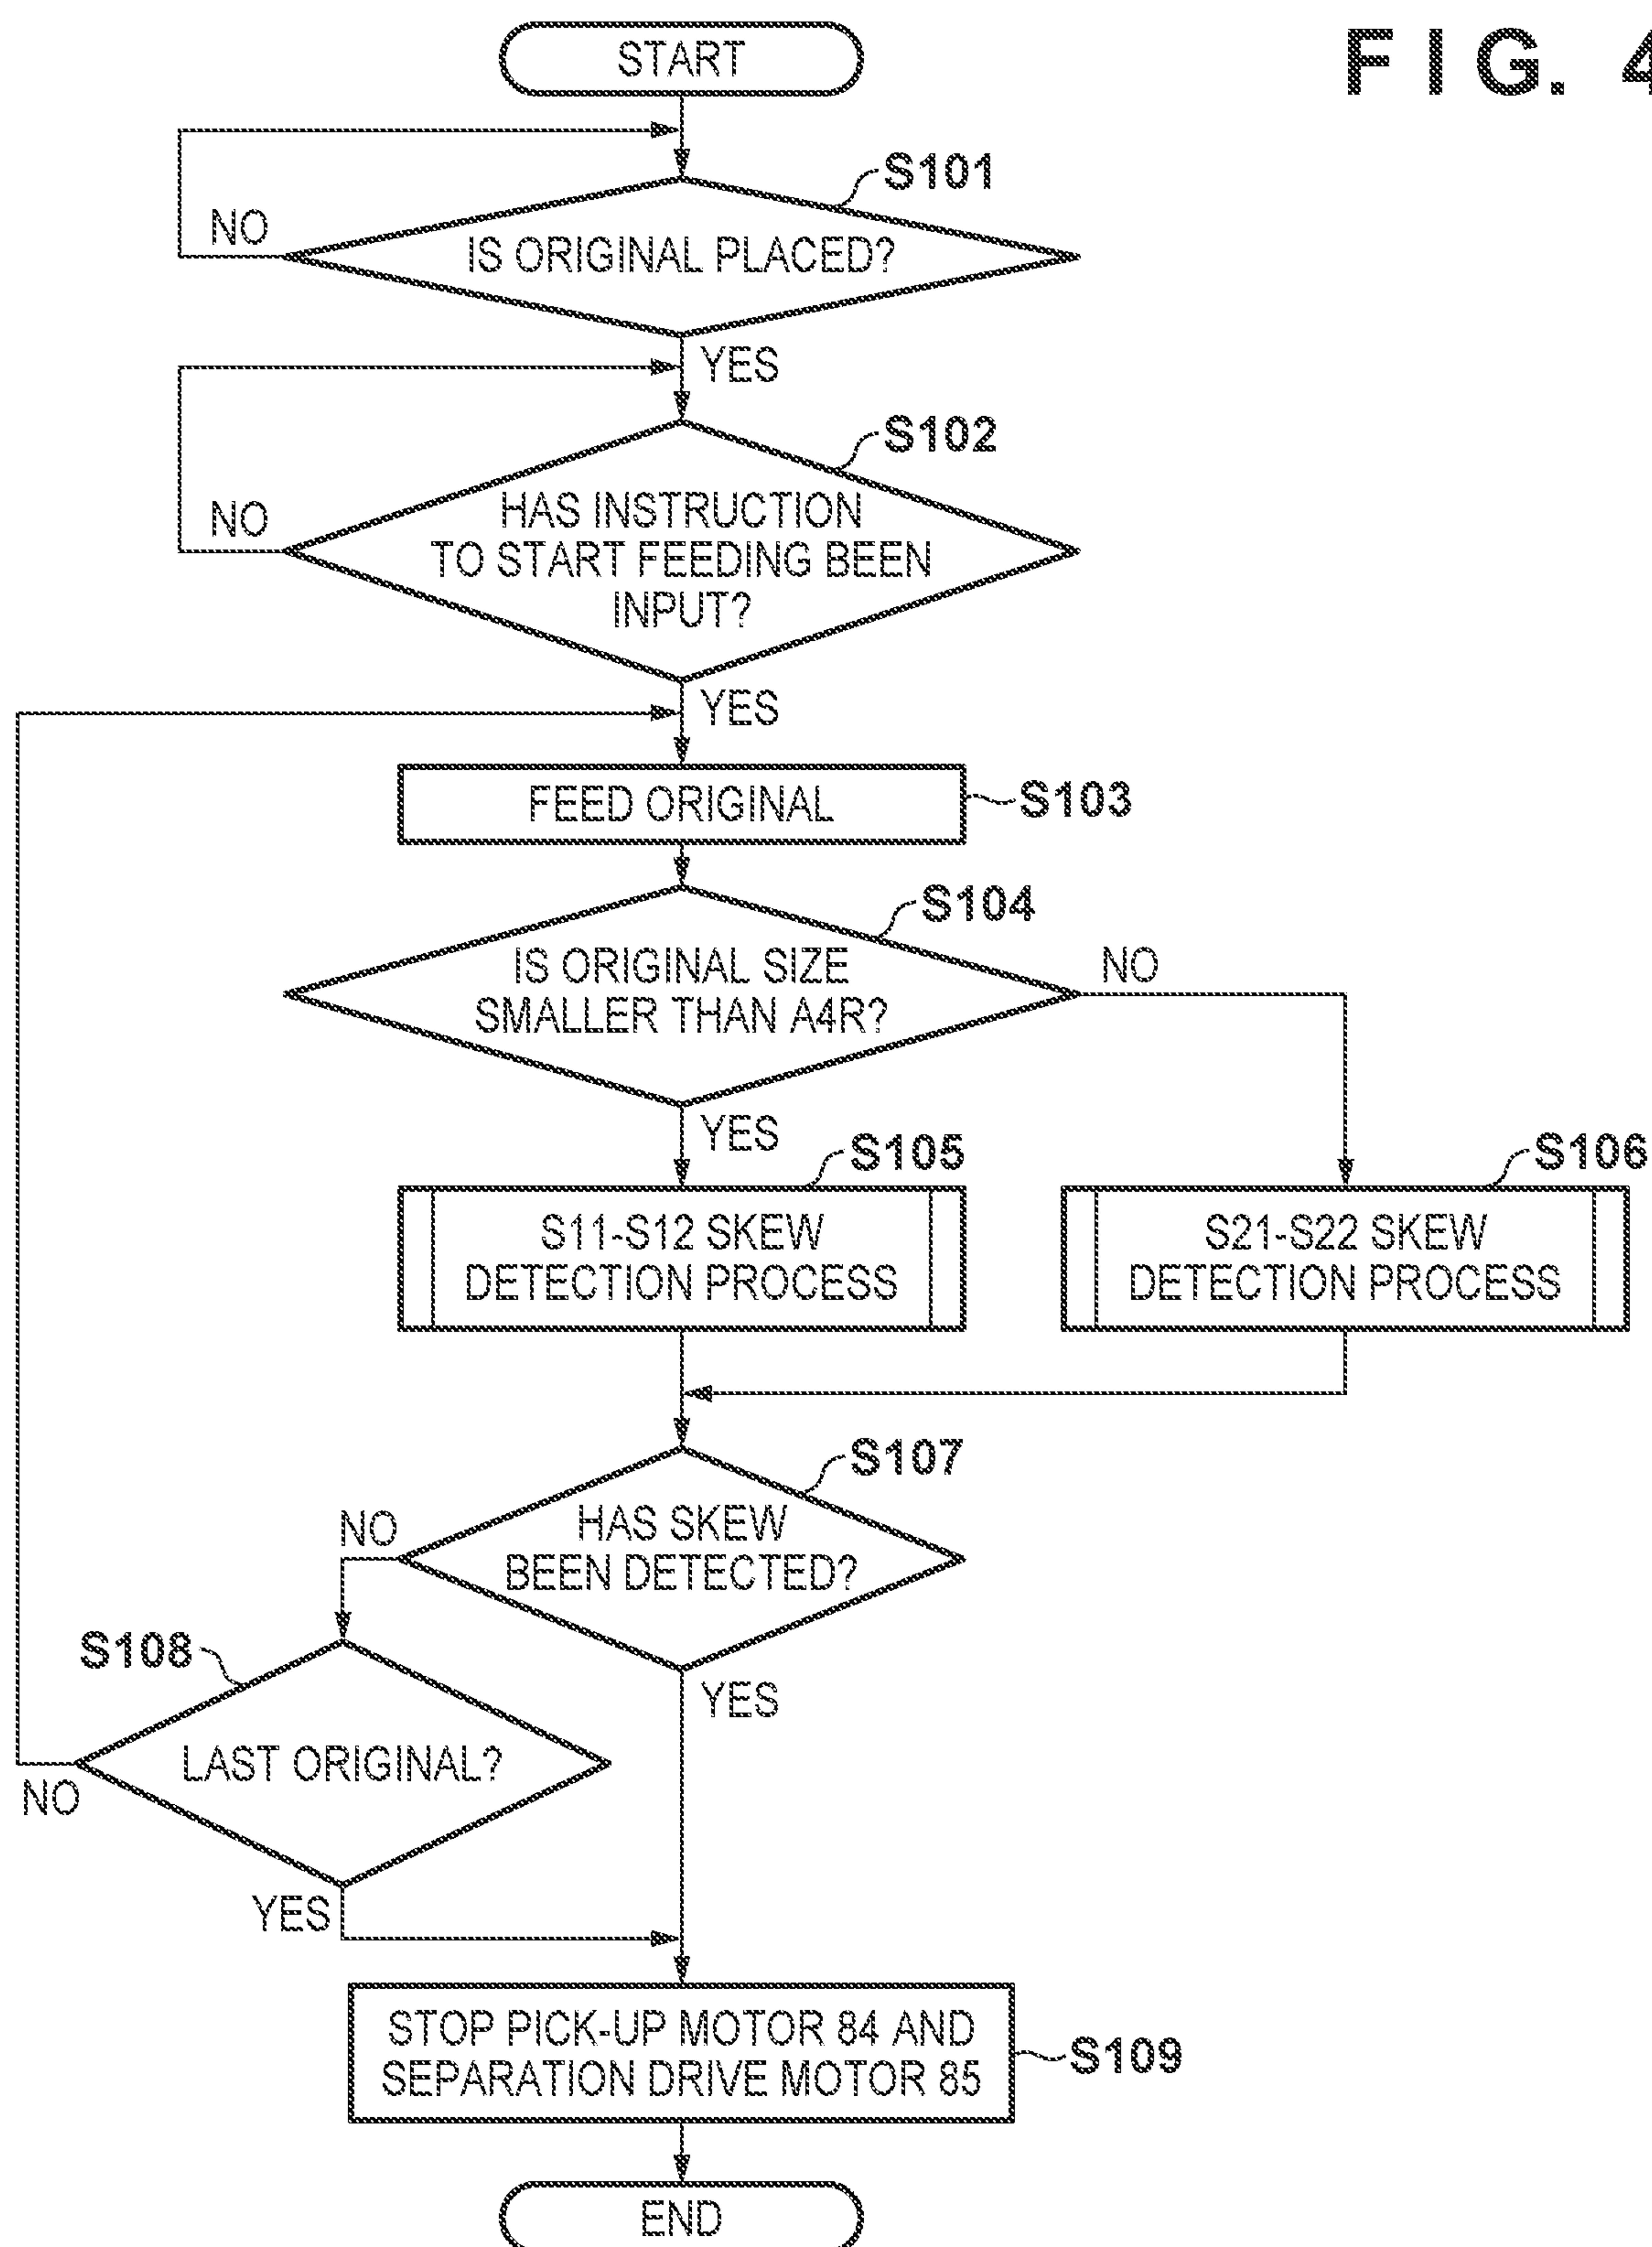 FIG. 4
START
S101
NO
IS ORIGINAL PLACED?
YES
S102
NO
HAS INSTRUCTION
TO START FEEDING BEEN
INPUT?
YES
FEED ORIGINAL
S103
S104
IS ORIGINAL SIZE
SMALLER THAN A4R?
NO
YES
S105
S106
S11-S12 SKEW
DETECTION PROCESS
S21-S22 SKEW
DETECTION PROCESS
S107
NO
HAS SKEW
BEEN DETECTED?
S108
YES
LAST ORIGINAL?
NO
YES
STOP PICK-UP MOTOR 84 AND
SEPARATION DRIVE MOTOR 85
S109
END